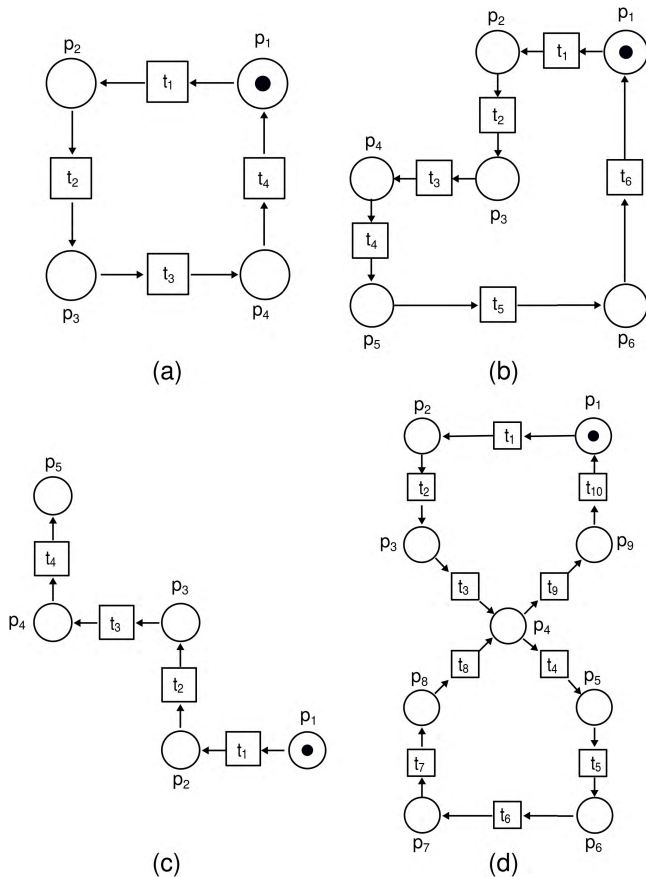 p₂ p₁
t₁
t₂ t₄
t₃
p₃ p₄
(a)
p₂ p₁
t₁
t₂
p₄
t₃ t₆
p₃
t₄
t₅
p₅ p₆
(b)
p₅
t₄
p₃
p₄ t₃
t₂
p₁
t₁
p₂
(c)
p₂ p₁
t₁
t₂ t₁₀
p₃ p₉
t₃ t₉
p₄
t₈ t₄
p₈ p₅
t₇ t₅
t₆
p₇ p₆
(d)